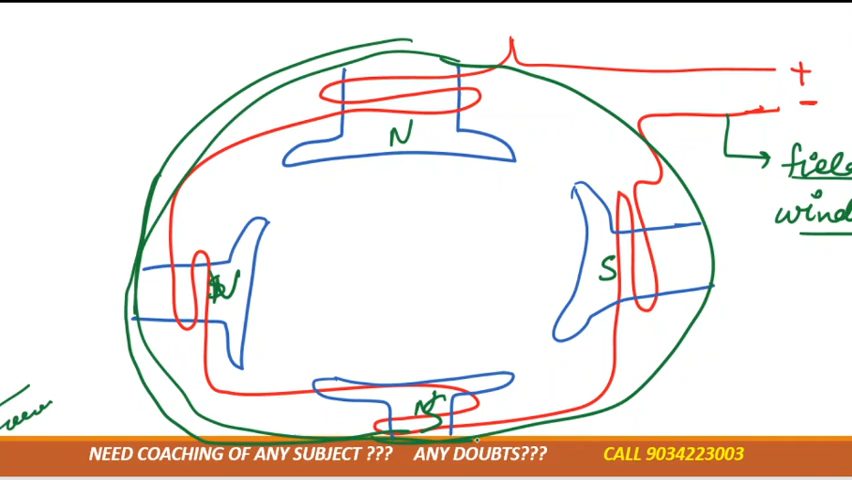 +
-
N
field
wind
S
NEED COACHING OF ANY SUBJECT ??? ANY DOUBTS??? CALL 9034223003